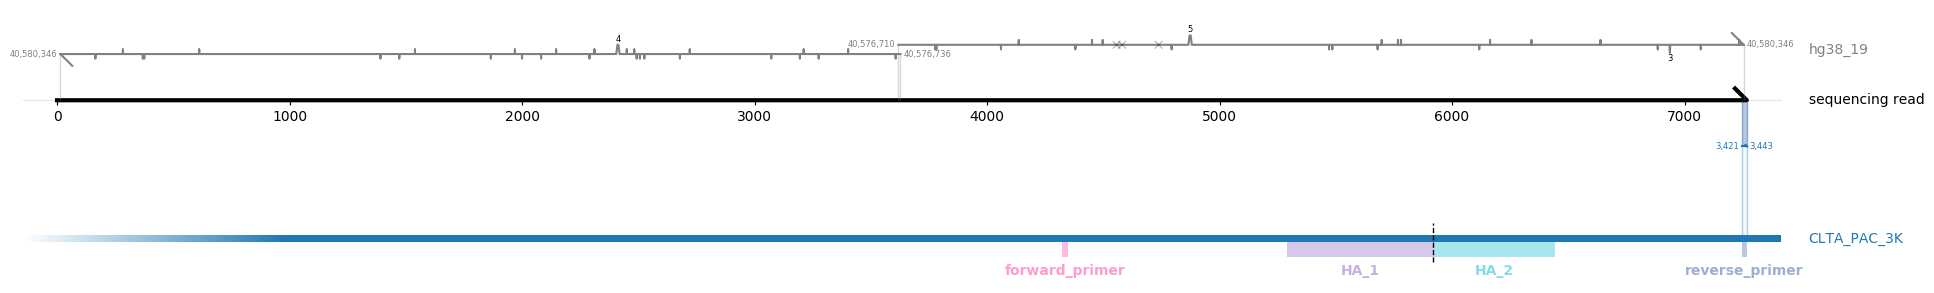 4
5
40,580,346
40,576,710
40,576,736
3
40,580,346
hg38_19
sequencing read
0
1000
2000
3000
4000
5000
6000
7000
3,421
3,443
CLTA_PAC_3K
forward_primer
HA_1
HA_2
reverse_primer